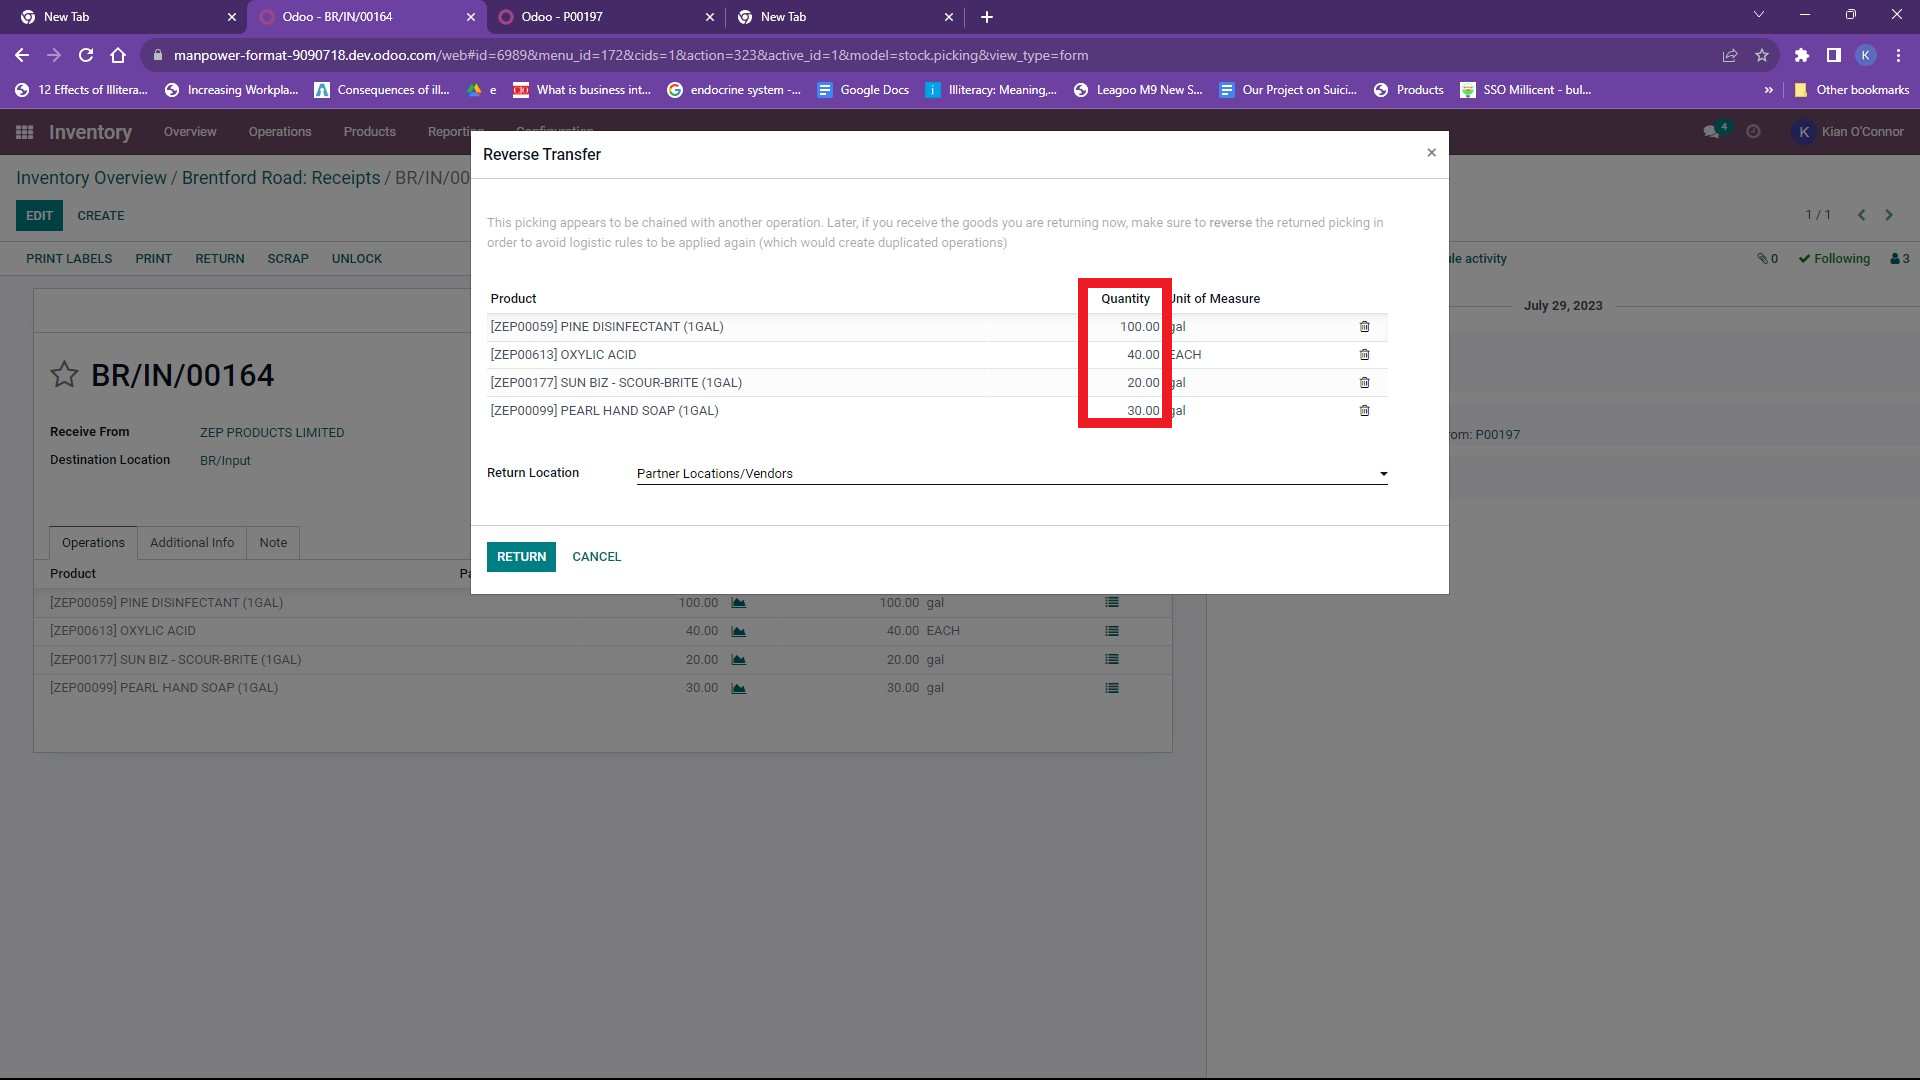 New Tab
Odoo - BR/IN/00164
Odoo - P00197
New Tab
manpower-format-9090718.dev.odoo.com/web#id=6989&menu_id=172&cids=1&action=323&active_id=1&model=stock.picking&view_type=form
K
12 Effects of Illitera...
Increasing Workpla...
Consequences of ill...
e
What is business int...
endocrine system -...
Google Docs
Illiteracy: Meaning,...
Leagoo M9 New S...
Our Project on Suici...
Products
SSO Millicent - bul...
»
Other bookmarks
Inventory
Overview
Operations
Products
Reporting
Configuration
4
K
Kian O'Connor
Inventory Overview / Brentford Road: Receipts / BR/IN/00
EDIT
CREATE
1 / 1
PRINT LABELS
PRINT
RETURN
SCRAP
UNLOCK
le activity
0
Following
3
July 29, 2023
om: P00197
BR/IN/00164
Receive From
ZEP PRODUCTS LIMITED
Destination Location
BR/Input
Operations
Additional Info
Note
Product
Pa
[ZEP00059] PINE DISINFECTANT (1GAL) 100.00 100.00 gal
[ZEP00613] OXYLIC ACID 40.00 40.00 EACH
[ZEP00177] SUN BIZ - SCOUR-BRITE (1GAL) 20.00 20.00 gal
[ZEP00099] PEARL HAND SOAP (1GAL) 30.00 30.00 gal
Reverse Transfer
This picking appears to be chained with another operation. Later, if you receive the goods you are returning now, make sure to reverse the returned picking in
order to avoid logistic rules to be applied again (which would create duplicated operations)
Product Quantity Unit of Measure
[ZEP00059] PINE DISINFECTANT (1GAL) 100.00 gal
[ZEP00613] OXYLIC ACID 40.00 EACH
[ZEP00177] SUN BIZ - SCOUR-BRITE (1GAL) 20.00 gal
[ZEP00099] PEARL HAND SOAP (1GAL) 30.00 gal
Return Location
Partner Locations/Vendors
RETURN
CANCEL